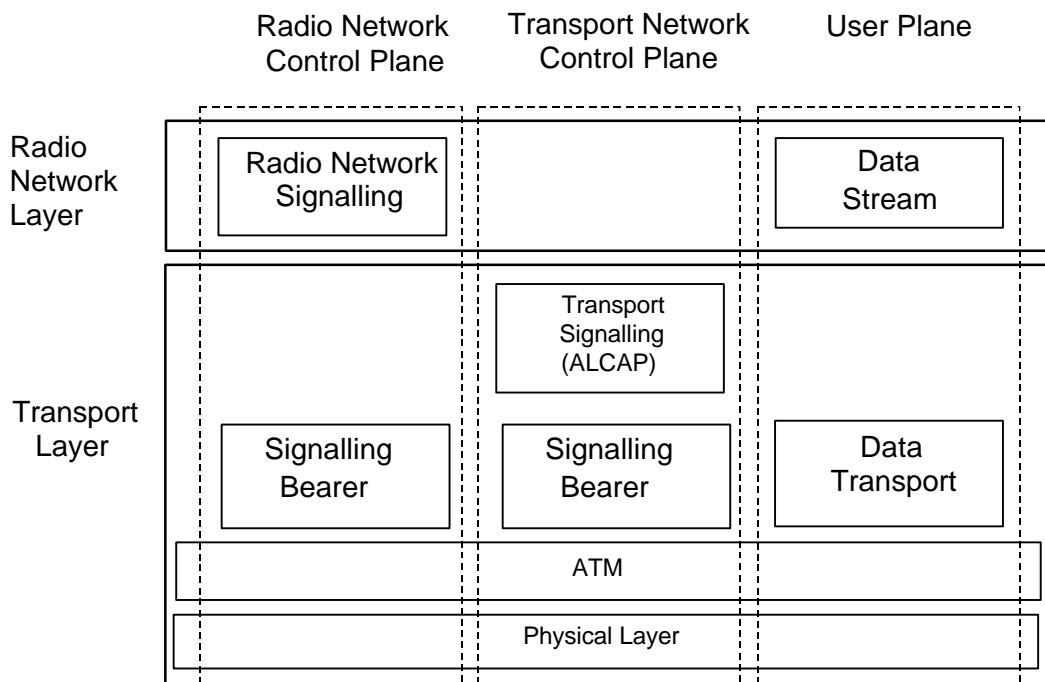 Radio Network
Control Plane
Transport Network
Control Plane
User Plane
Radio
Network
Layer
Radio Network
Signalling
Data
Stream
Transport
Signalling
(ALCAP)
Transport
Layer
Signalling
Bearer
Signalling
Bearer
Data
Transport
ATM
Physical Layer